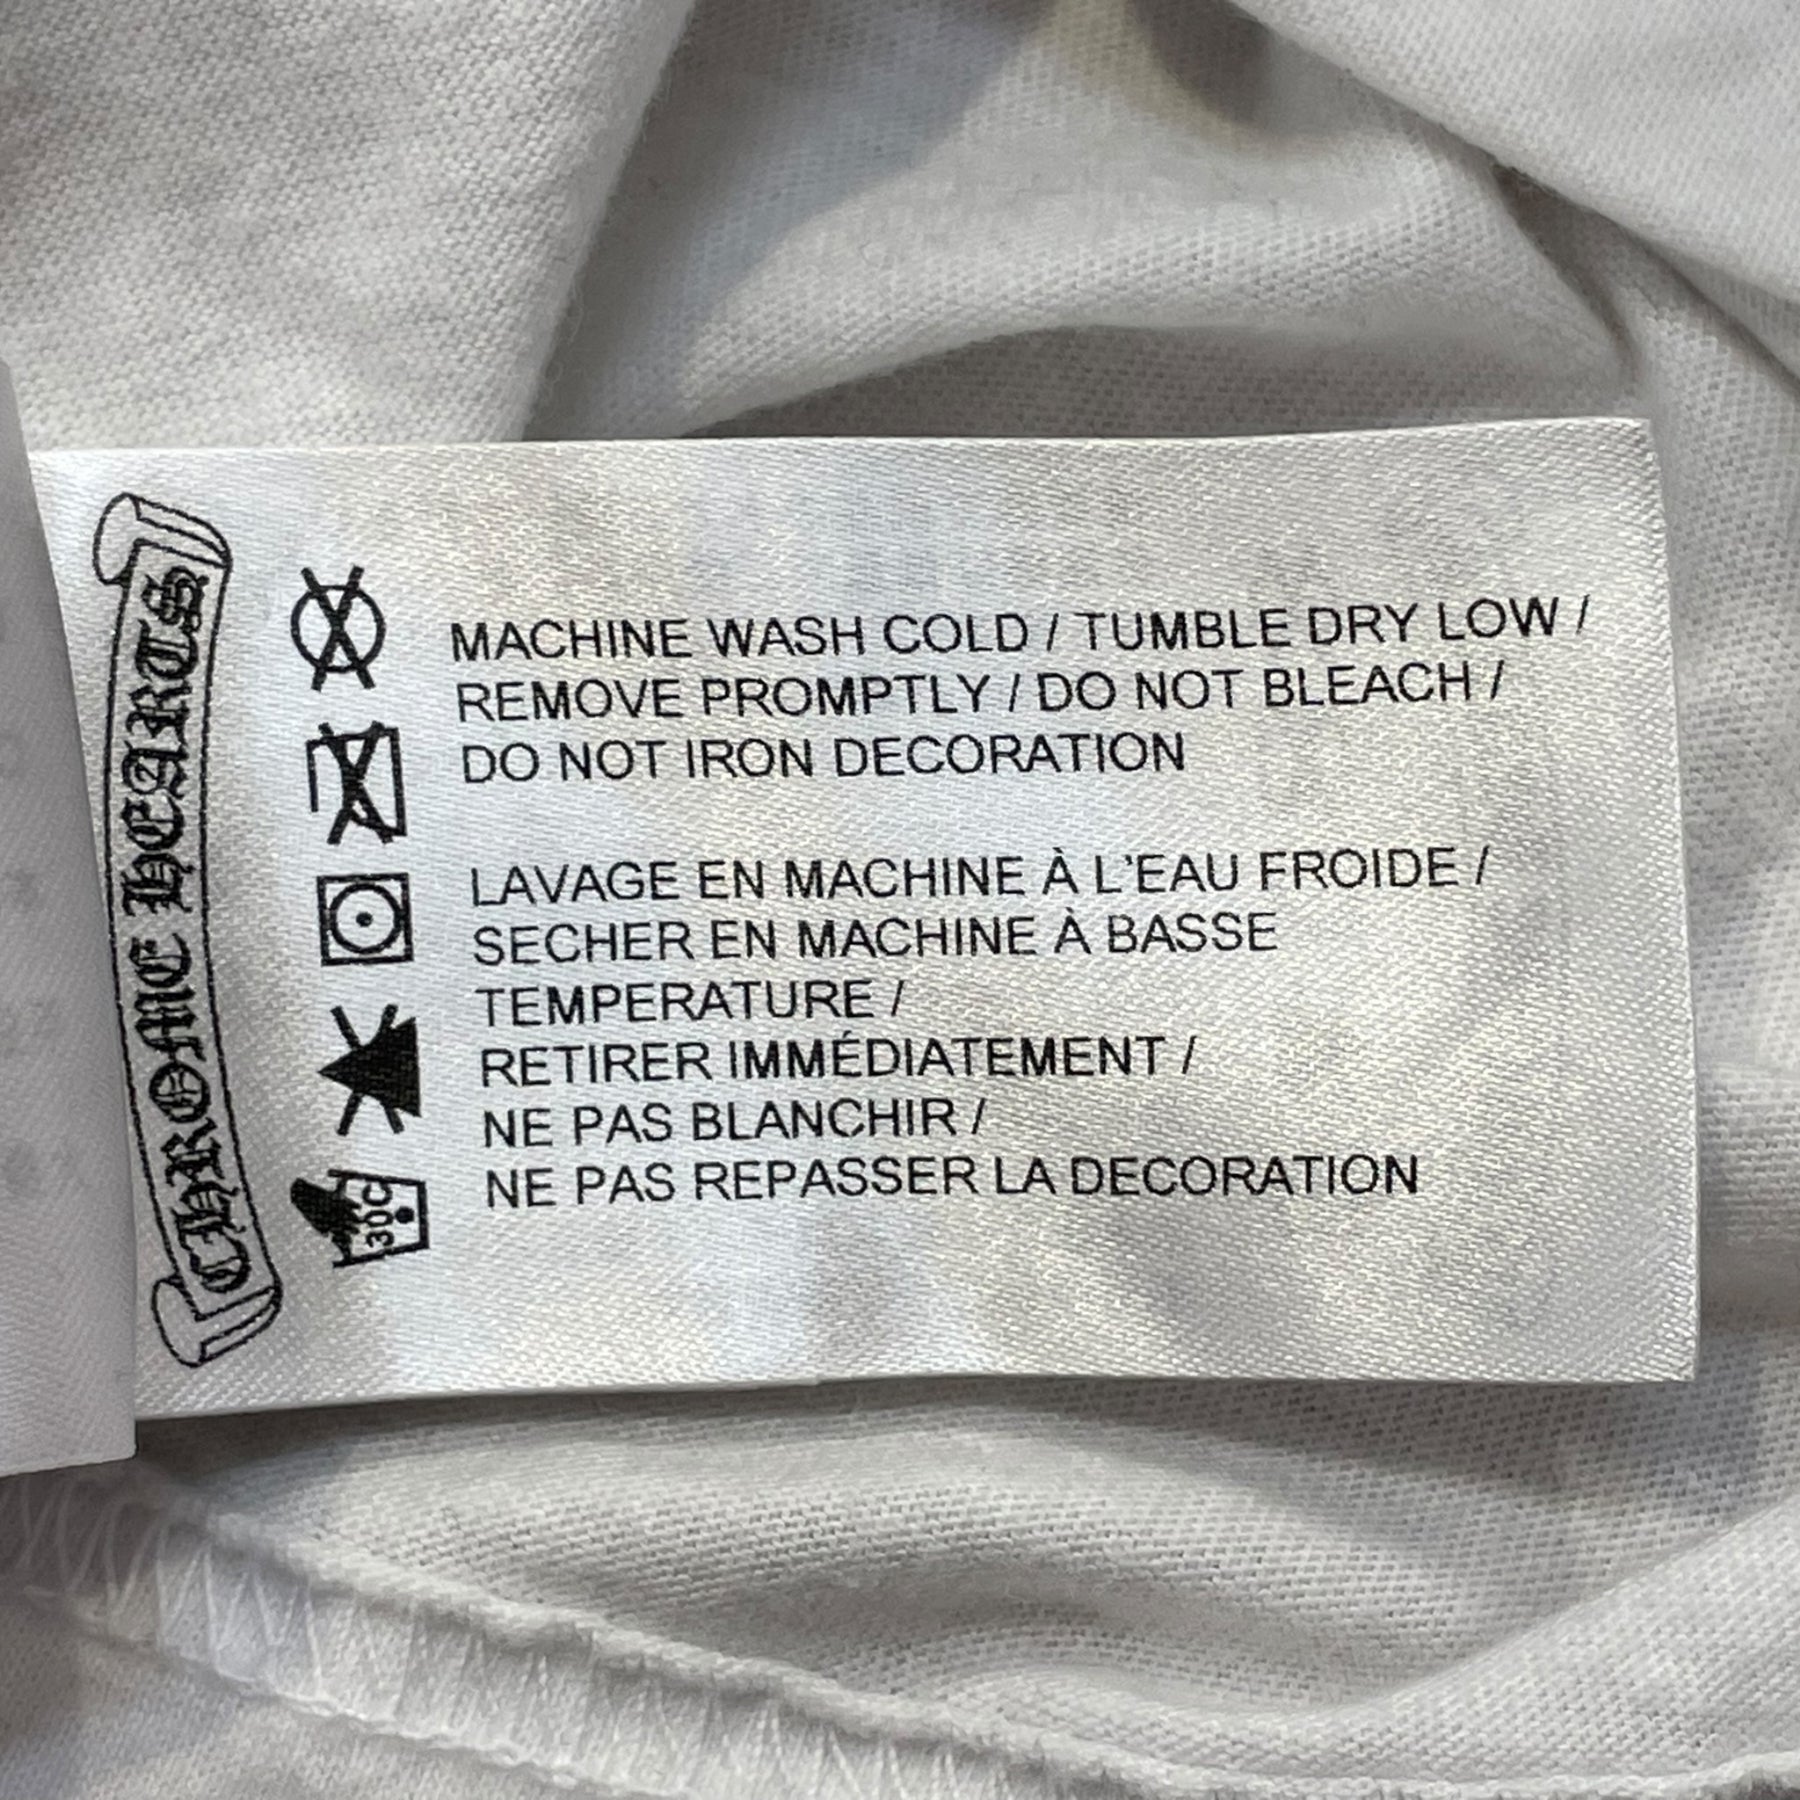 CHROME HEARTS
MACHINE WASH COLD / TUMBLE DRY LOW /
REMOVE PROMPTLY / DO NOT BLEACH /
DO NOT IRON DECORATION
LAVAGE EN MACHINE À L'EAU FROIDE /
SECHER EN MACHINE À BASSE
TEMPERATURE /
RETIRER IMMÉDIATEMENT /
NE PAS BLANCHIR /
NE PAS REPASSER LA DECORATION
A
30C